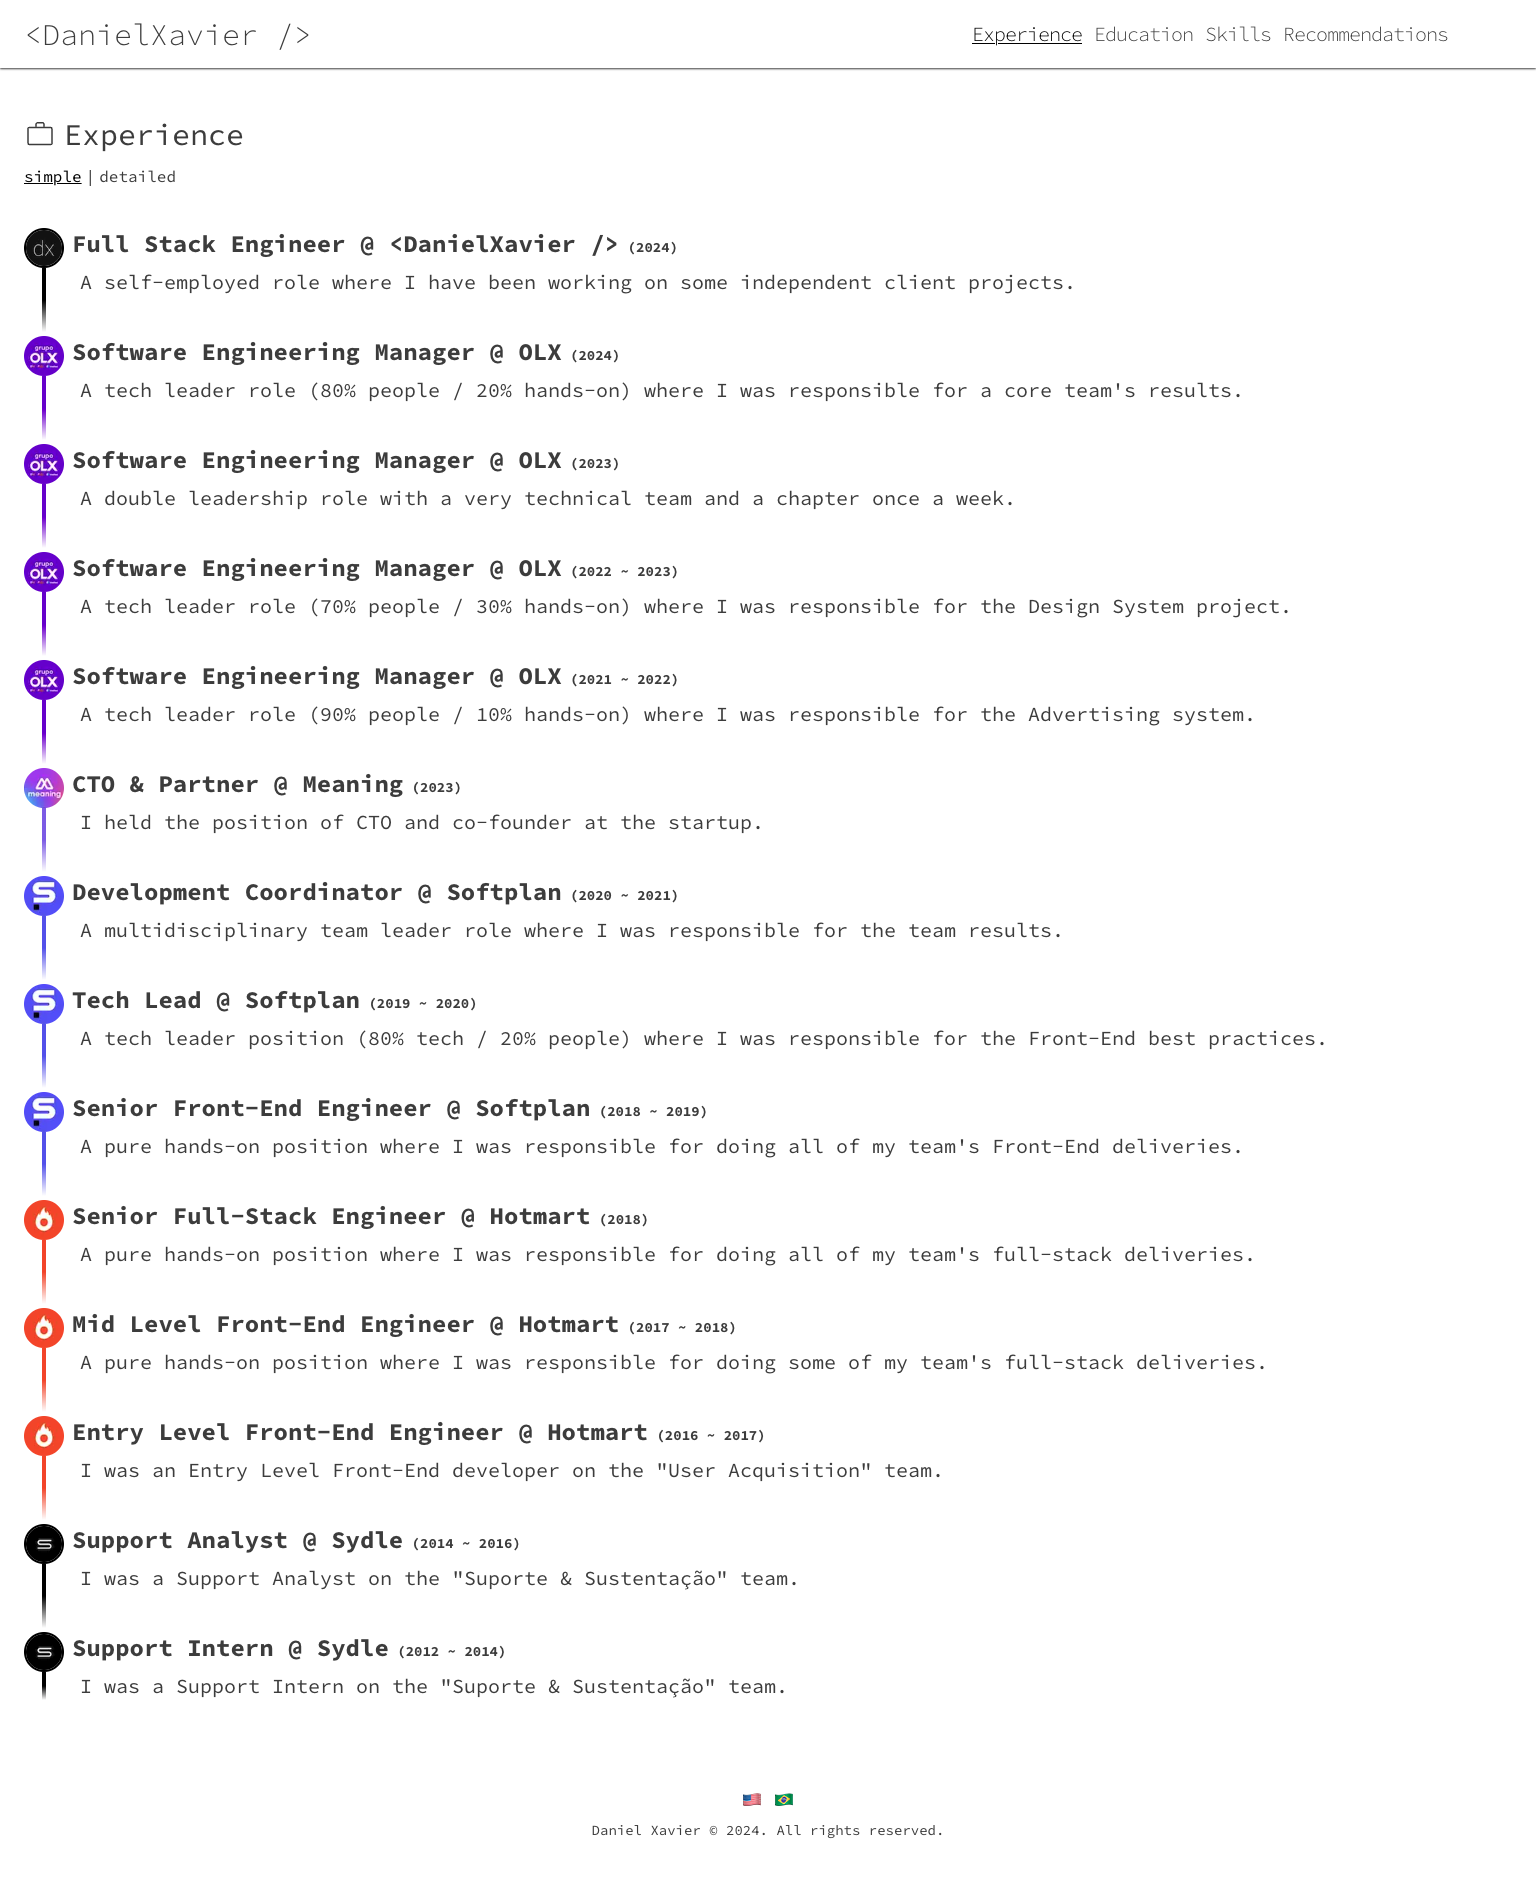 <DanielXavier />
Experience Education Skills Recommendations
Experience
simple | detailed
dx
Full Stack Engineer @ <DanielXavier /> (2024)
A self-employed role where I have been working on some independent client projects.
grupo
OLX
Software Engineering Manager @ OLX (2024)
A tech leader role (80% people / 20% hands-on) where I was responsible for a core team's results.
grupo
OLX
Software Engineering Manager @ OLX (2023)
A double leadership role with a very technical team and a chapter once a week.
grupo
OLX
Software Engineering Manager @ OLX (2022 ~ 2023)
A tech leader role (70% people / 30% hands-on) where I was responsible for the Design System project.
grupo
OLX
Software Engineering Manager @ OLX (2021 ~ 2022)
A tech leader role (90% people / 10% hands-on) where I was responsible for the Advertising system.
meaning
CTO & Partner @ Meaning (2023)
I held the position of CTO and co-founder at the startup.
Development Coordinator @ Softplan (2020 ~ 2021)
A multidisciplinary team leader role where I was responsible for the team results.
Tech Lead @ Softplan (2019 ~ 2020)
A tech leader position (80% tech / 20% people) where I was responsible for the Front-End best practices.
Senior Front-End Engineer @ Softplan (2018 ~ 2019)
A pure hands-on position where I was responsible for doing all of my team's Front-End deliveries.
Senior Full-Stack Engineer @ Hotmart (2018)
A pure hands-on position where I was responsible for doing all of my team's full-stack deliveries.
Mid Level Front-End Engineer @ Hotmart (2017 ~ 2018)
A pure hands-on position where I was responsible for doing some of my team's full-stack deliveries.
Entry Level Front-End Engineer @ Hotmart (2016 ~ 2017)
I was an Entry Level Front-End developer on the "User Acquisition" team.
Support Analyst @ Sydle (2014 ~ 2016)
I was a Support Analyst on the "Suporte & Sustentação" team.
Support Intern @ Sydle (2012 ~ 2014)
I was a Support Intern on the "Suporte & Sustentação" team.
Daniel Xavier © 2024. All rights reserved.